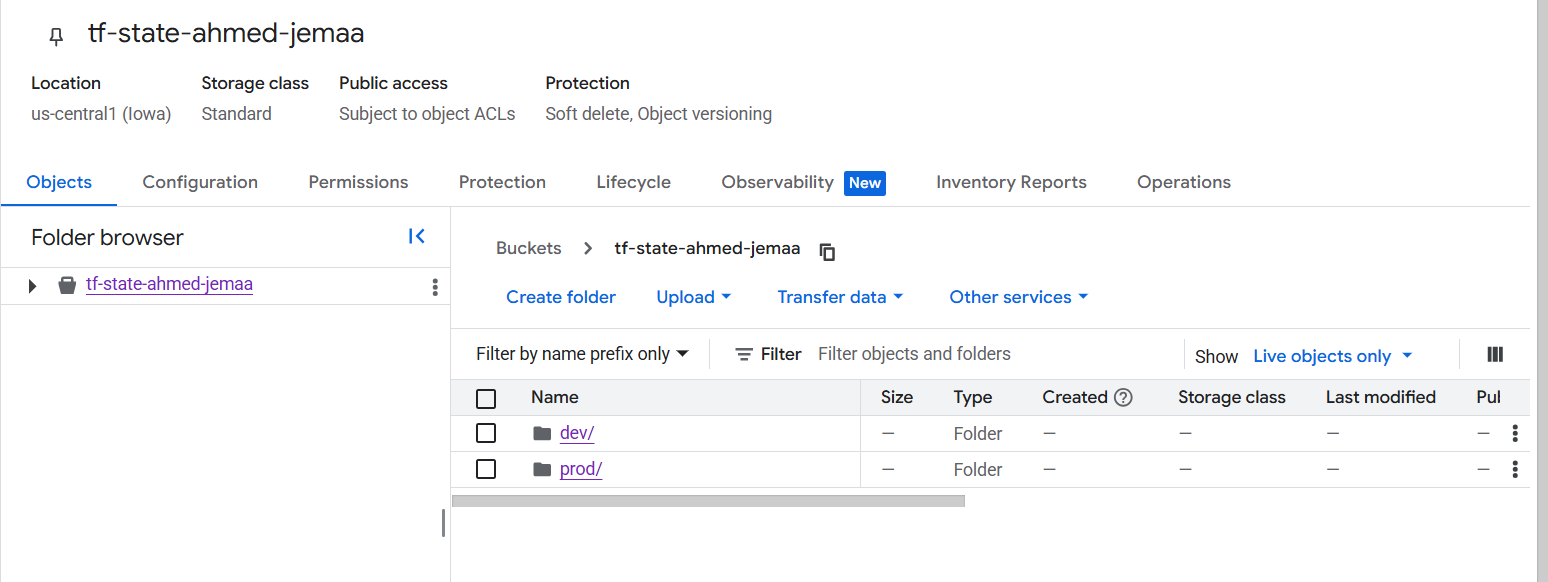 tf-state-ahmed-jemaa
Location Storage class Public access Protection
us-central1 (Iowa) Standard Subject to object ACLs Soft delete, Object versioning
Objects Configuration Permissions Protection Lifecycle Observability New Inventory Reports Operations
Folder browser
tf-state-ahmed-jemaa
Buckets > tf-state-ahmed-jemaa
Create folder Upload Transfer data Other services
Filter by name prefix only Filter Filter objects and folders Show Live objects only
Name Size Type Created Storage class Last modified Pul
dev/ — Folder — — — —
prod/ — Folder — — — —